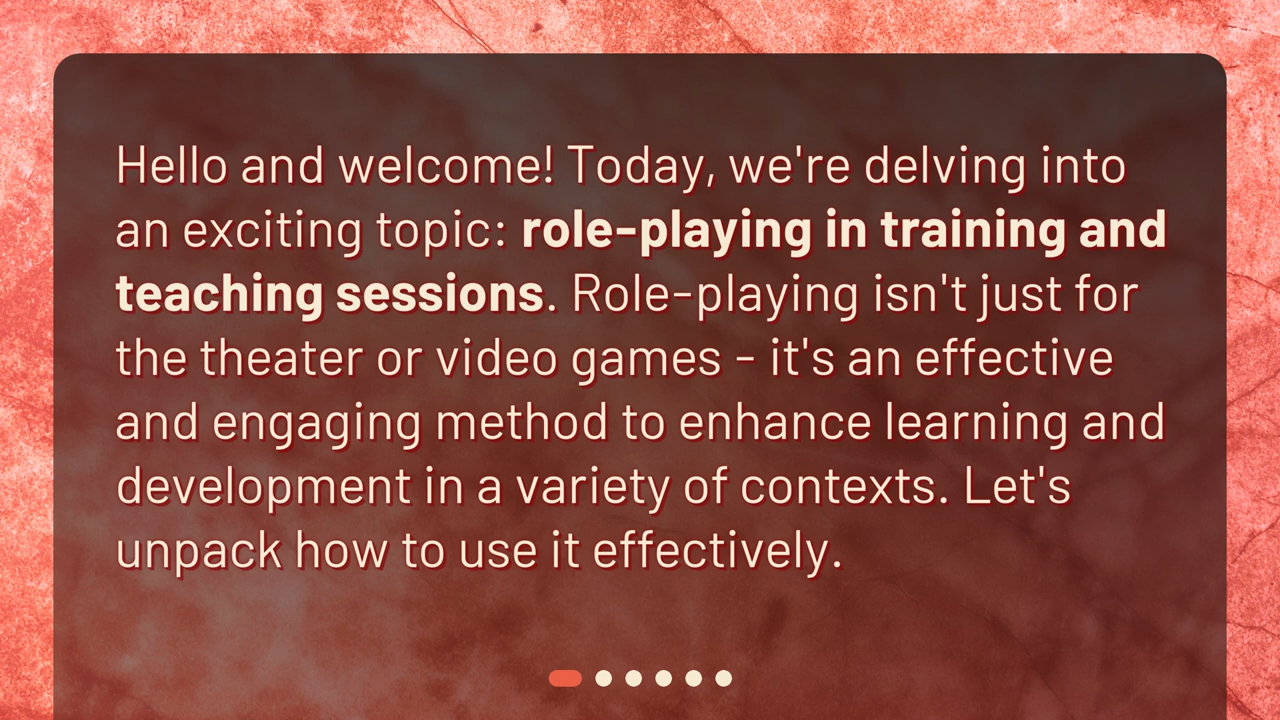 Hello and welcome! Today, we're delving into
an exciting topic: role-playing in training and
teaching sessions. Role-playing isn't just for
the theater or video games - it's an effective
and engaging method to enhance learning and
development in a variety of contexts. Let's
unpack how to use it effectively.